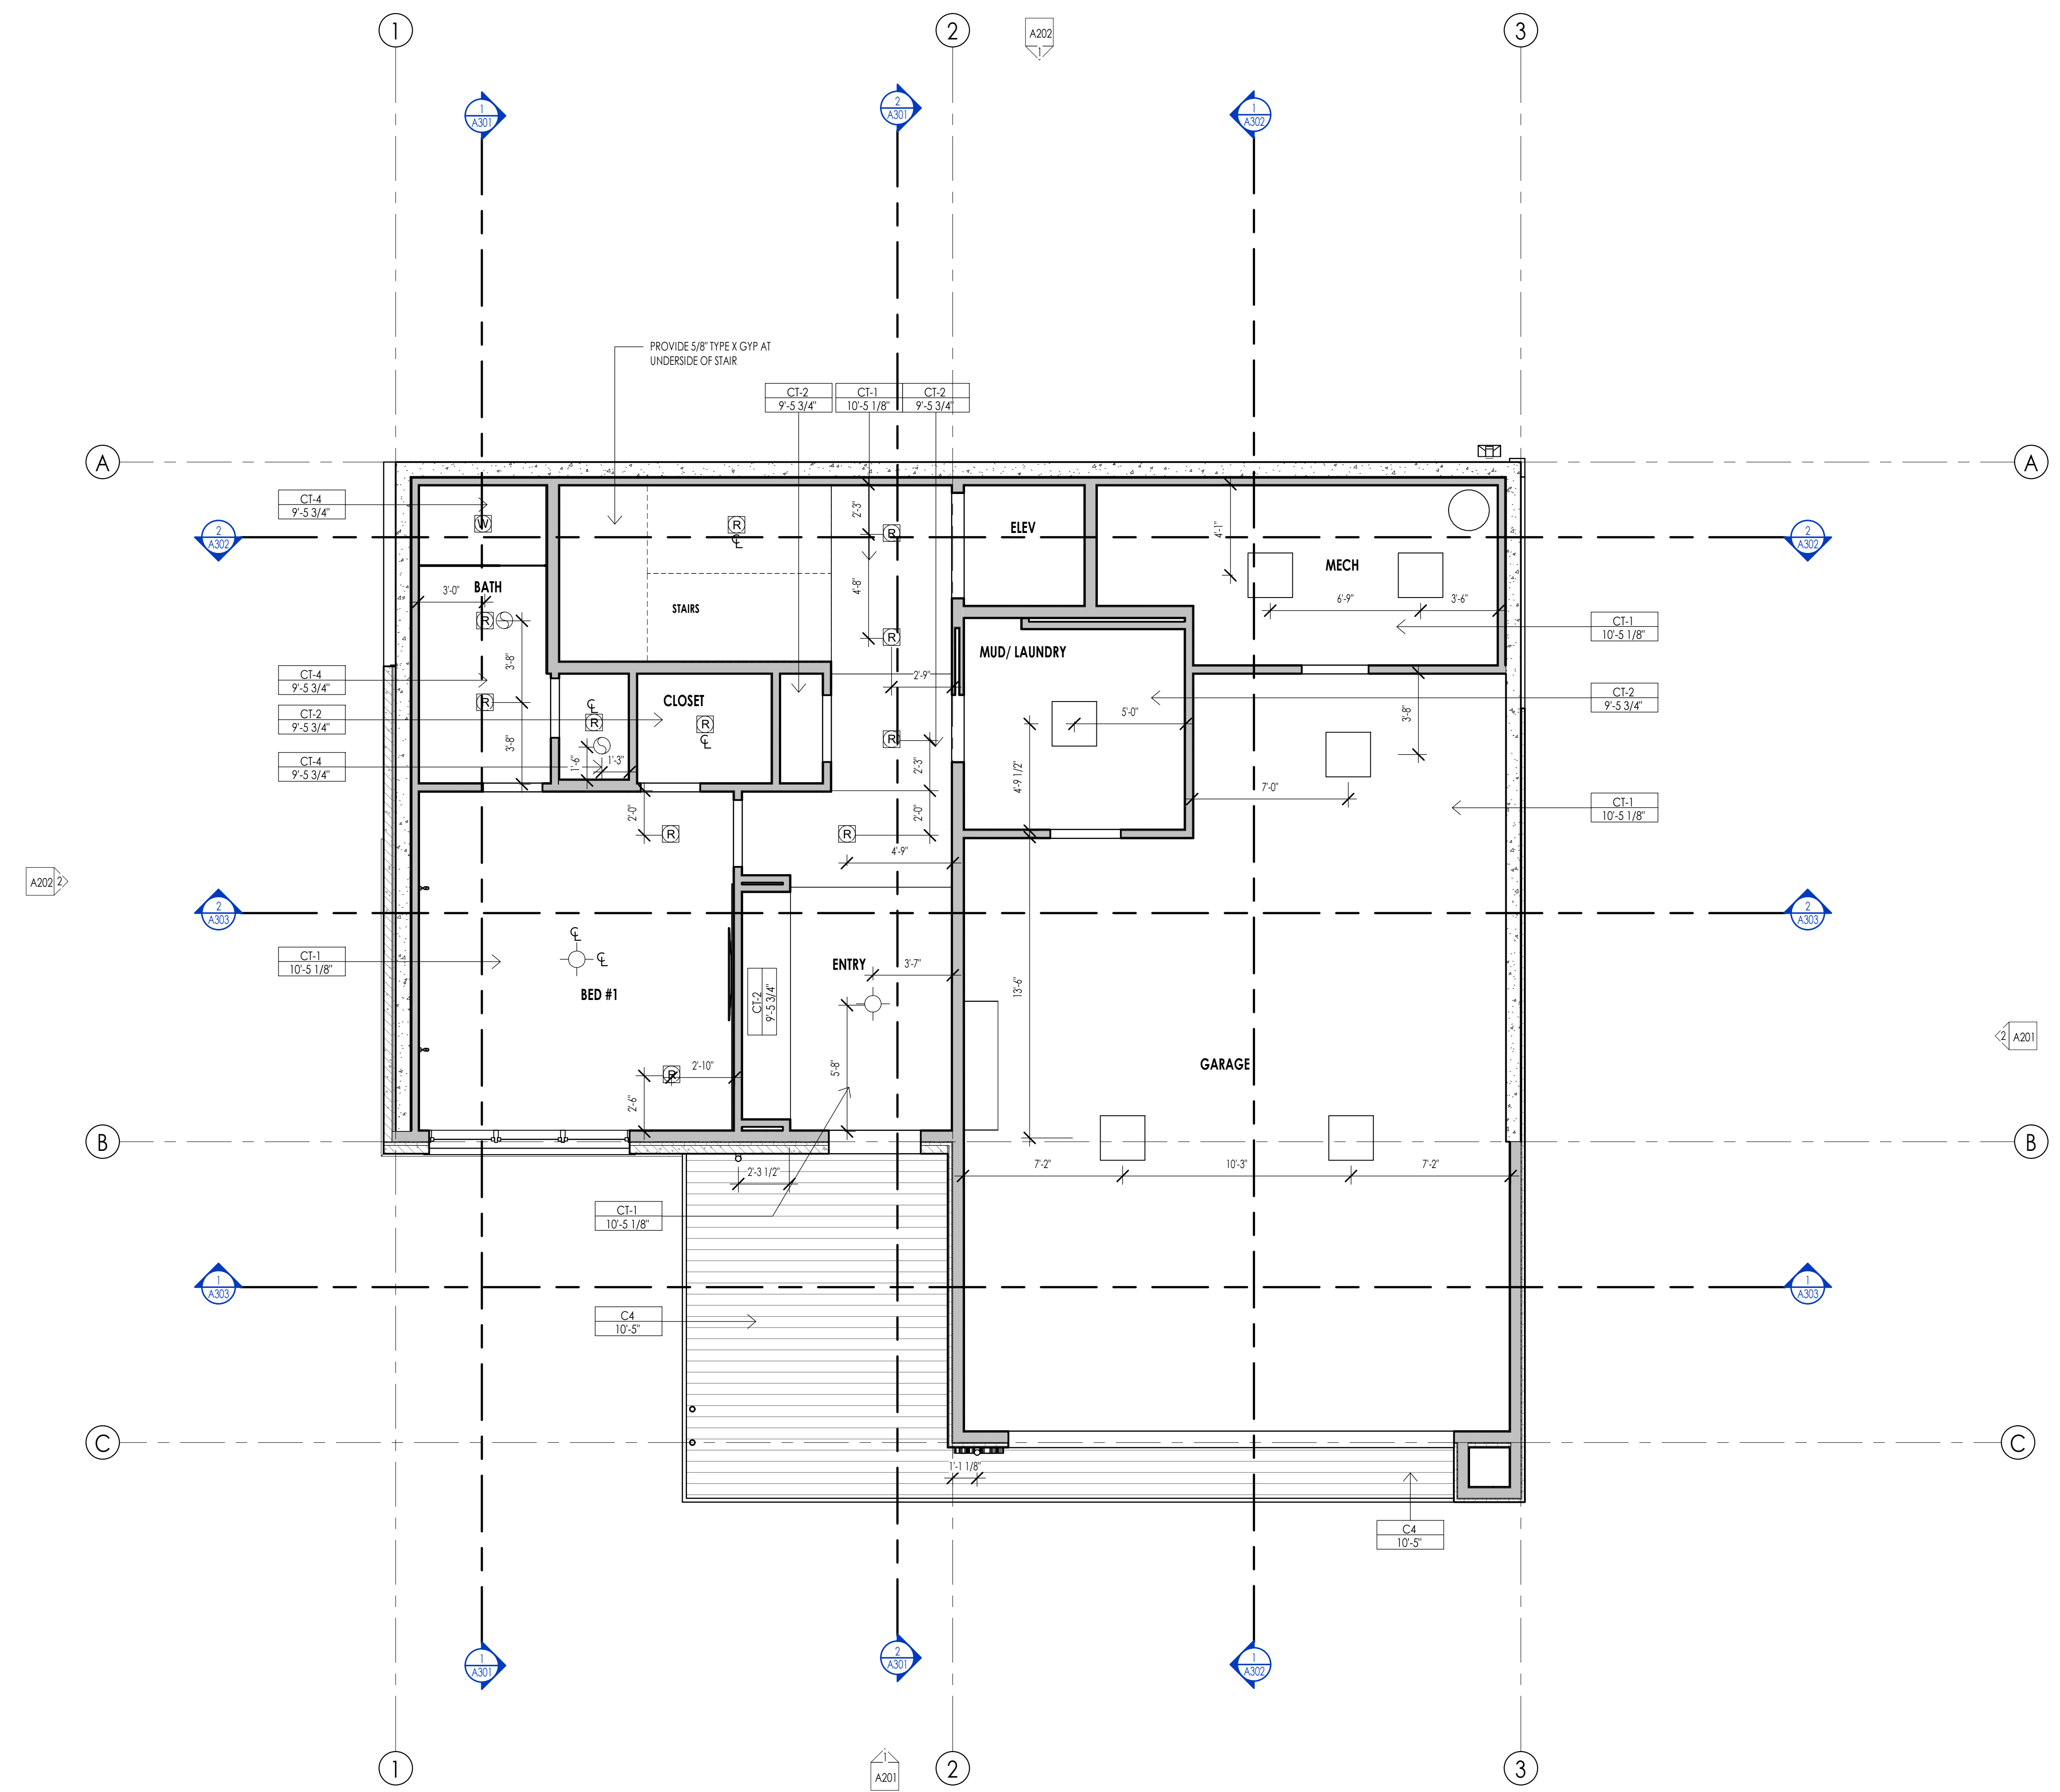 1
2
3
A202
1
1
A301
2
A301
1
A302
PROVIDE 5/8" TYPE X GYP AT
UNDERSIDE OF STAIR
CT-2
9'-5 3/4"
CT-1
10'-5 1/8"
CT-2
9'-5 3/4"
A
A
CT-4
9'-5 3/4"
W
R
2'-3"
R
ELEV
4'-1"
2
A302
2
A302
MECH
BATH
3'-0"
4'-8"
6'-9"
3'-6"
STAIRS
R
R
CT-1
10'-5 1/8"
MUD/ LAUNDRY
3'-8"
CT-4
9'-5 3/4"
2'-9"
CT-2
9'-5 3/4"
R
CLOSET
CT-2
9'-5 3/4"
R
R
5'-0"
3'-8"
R
3'-8"
1'-6"
1'-3"
CT-4
9'-5 3/4"
2'-3"
4'-9 1/2"
7'-0"
CT-1
10'-5 1/8"
2'-0"
R
R
2'-0"
4'-9"
A202
2
2
A303
2
A303
CT-1
10'-5 1/8"
BED #1
CT-2
9'-5 3/4"
ENTRY
3'-7"
13'-6"
2
A201
5'-8"
GARAGE
R
2'-10"
2'-6"
B
B
2'-3 1/2"
7'-2"
10'-3"
7'-2"
CT-1
10'-5 1/8"
1
A303
1
A303
C4
10'-5"
C
C
1'-1 1/8"
C4
10'-5"
1
A301
2
A301
1
A302
1
A201
1
2
3